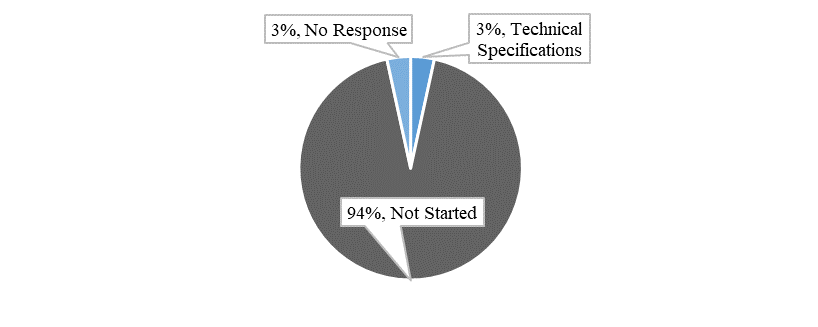 3%, No Response
3%, Technical
Specifications
94%, Not Started